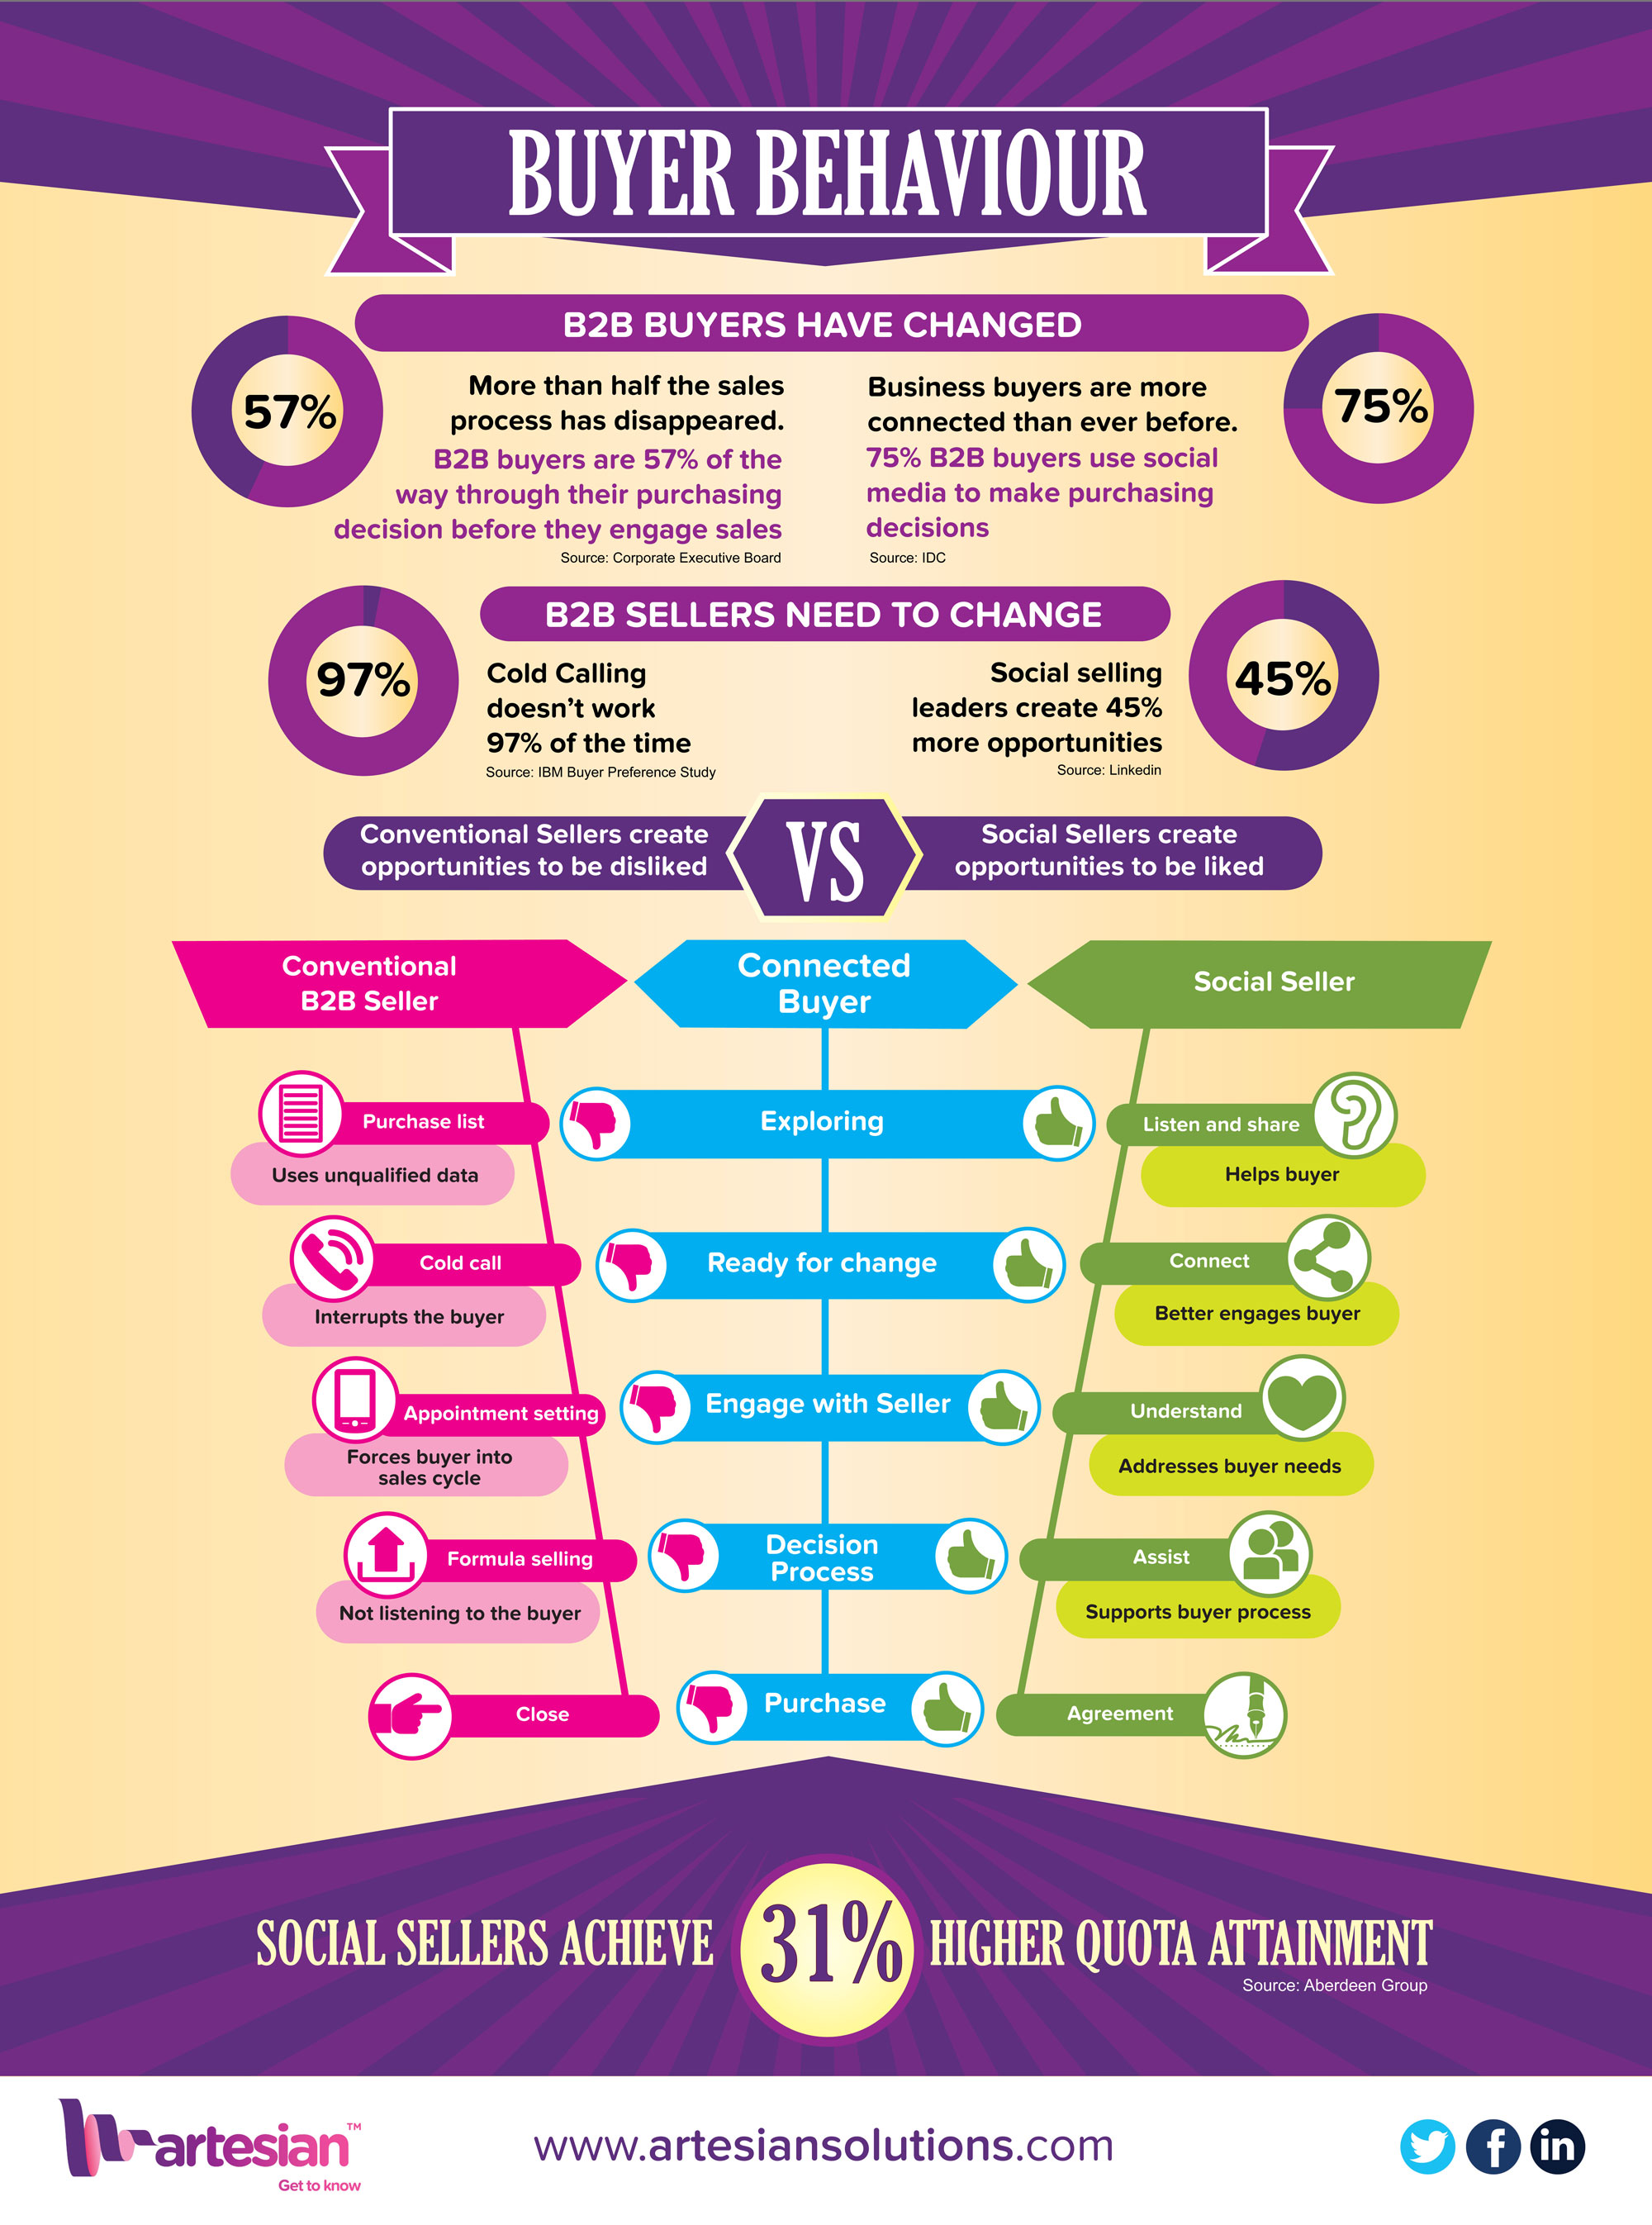 BUYER BEHAVIOUR
B2B BUYERS HAVE CHANGED
57%
More than half the sales
process has disappeared.
B2B buyers are 57% of the
way through their purchasing
decision before they engage sales
Source: Corporate Executive Board
Business buyers are more
connected than ever before.
75% B2B buyers use social
media to make purchasing
decisions
Source: IDC
75%
B2B SELLERS NEED TO CHANGE
97%
Cold Calling
doesn't work
97% of the time
Source: IBM Buyer Preference Study
Social selling
leaders create 45%
more opportunities
Source: Linkedin
45%
Conventional Sellers create
opportunities to be disliked
VS
Social Sellers create
opportunities to be liked
Conventional
B2B Seller
Connected
Buyer
Social Seller
Purchase list
Uses unqualified data
Exploring
Listen and share
Helps buyer
Cold call
Interrupts the buyer
Ready for change
Connect
Better engages buyer
Appointment setting
Forces buyer into
sales cycle
Engage with Seller
Understand
Addresses buyer needs
Formula selling
Not listening to the buyer
Decision
Process
Assist
Supports buyer process
Close
Purchase
Agreement
SOCIAL SELLERS ACHIEVE 31% HIGHER QUOTA ATTAINMENT
Source: Aberdeen Group
artesian™
Get to know
www.artesiansolutions.com
f
in